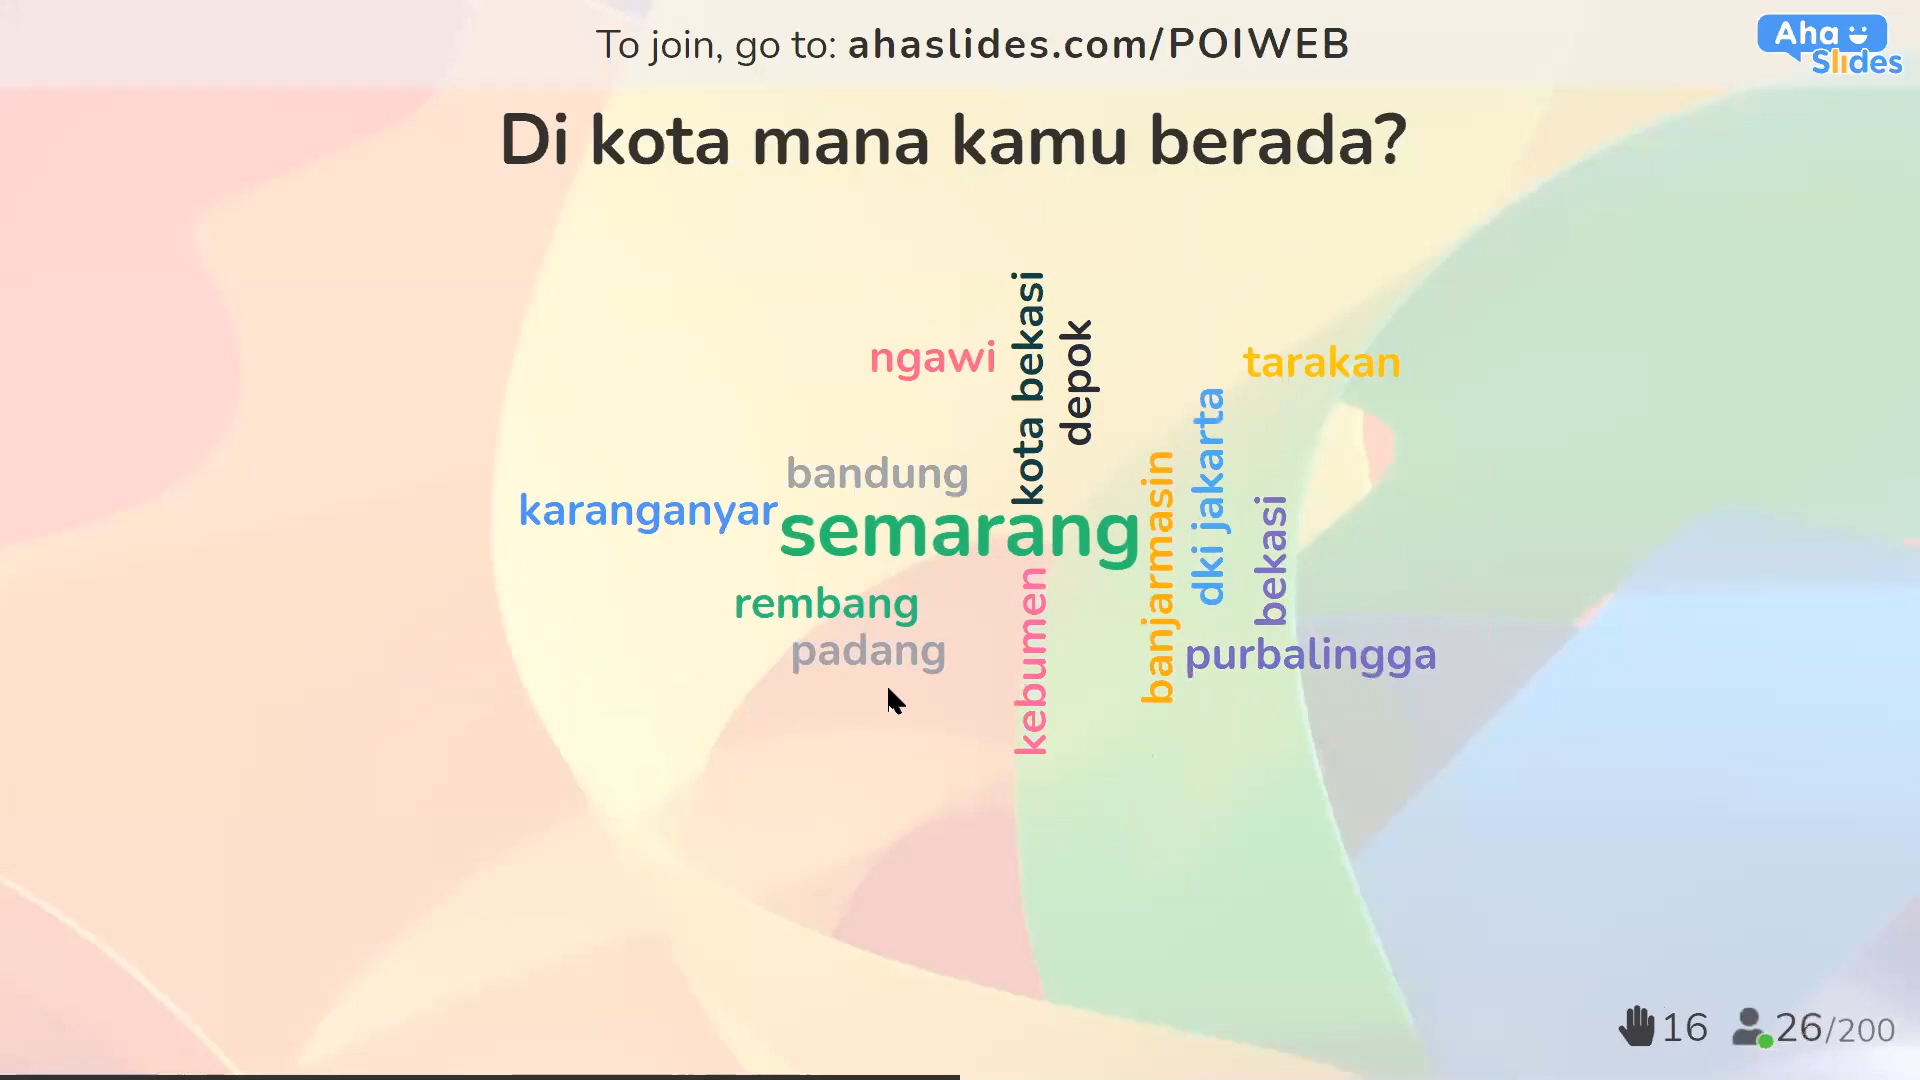 To join, go to: ahaslides.com/POIWEB
Aha
Slides
Di kota mana kamu berada?
kota bekasi
depok
ngawi
tarakan
dki jakarta
bandung
banjarmasin
karanganyar
semarang
bekasi
rembang
kebumen
padang
purbalingga
16
26/200